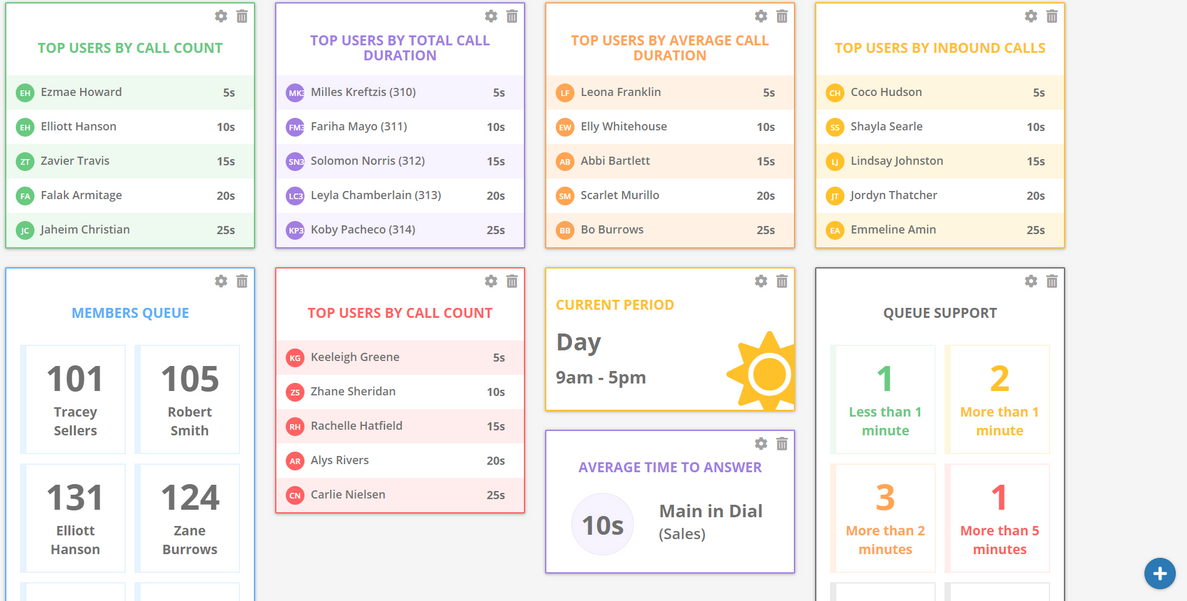 TOP USERS BY CALL COUNT
EH Ezmae Howard 5s
EH Elliott Hanson 10s
ZT Zavier Travis 15s
FA Falak Armitage 20s
JC Jaheim Christian 25s
TOP USERS BY TOTAL CALL
DURATION
MK3 Milles Kreftzis (310) 5s
FM3 Fariha Mayo (311) 10s
SN3 Solomon Norris (312) 15s
LC3 Leyla Chamberlain (313) 20s
KP3 Koby Pacheco (314) 25s
TOP USERS BY AVERAGE CALL
DURATION
LF Leona Franklin 5s
EW Elly Whitehouse 10s
AB Abbi Bartlett 15s
SM Scarlet Murillo 20s
BB Bo Burrows 25s
TOP USERS BY INBOUND CALLS
CH Coco Hudson 5s
SS Shayla Searle 10s
LJ Lindsay Johnston 15s
JT Jordyn Thatcher 20s
EA Emmeline Amin 25s
MEMBERS QUEUE
101
Tracey
Sellers
105
Robert
Smith
131
Elliott
Hanson
124
Zane
Burrows
TOP USERS BY CALL COUNT
KG Keeleigh Greene 5s
ZS Zhane Sheridan 10s
RH Rachelle Hatfield 15s
AR Alys Rivers 20s
CN Carlie Nielsen 25s
CURRENT PERIOD
Day
9am - 5pm
AVERAGE TIME TO ANSWER
10s
Main in Dial
(Sales)
QUEUE SUPPORT
1
Less than 1
minute
2
More than 1
minute
3
More than 2
minutes
1
More than 5
minutes